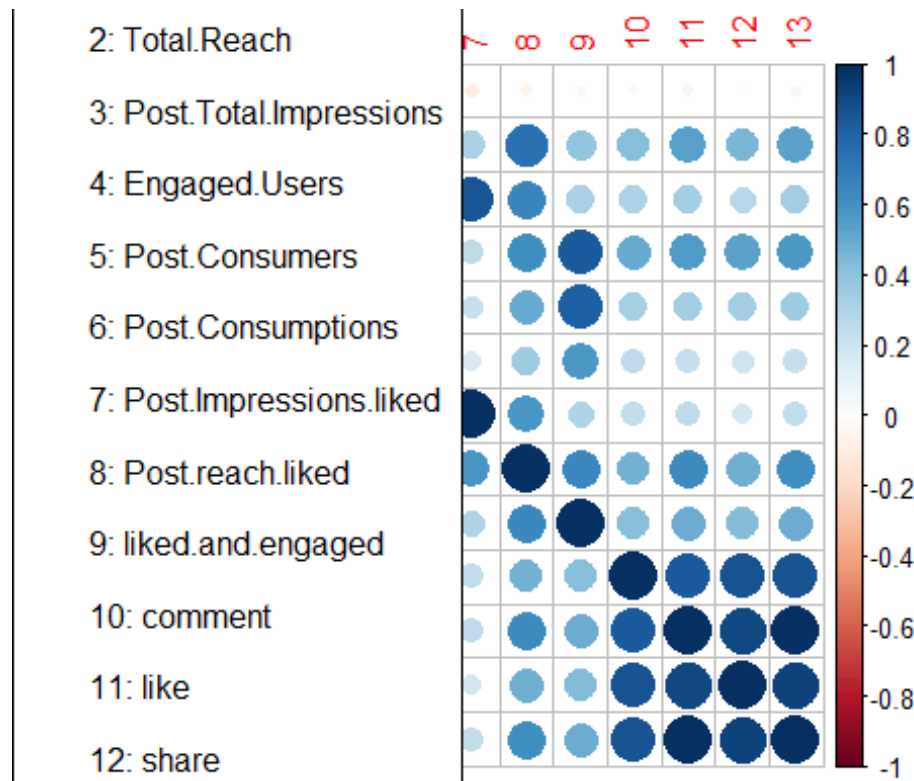 2: Total.Reach
3: Post.Total.Impressions
4: Engaged.Users
5: Post.Consumers
6: Post.Consumptions
7: Post.Impressions.liked
8: Post.reach.liked
9: liked.and.engaged
10: comment
11: like
12: share
7 8 9 10 11 12 13
1
0.8
0.6
0.4
0.2
0
-0.2
-0.4
-0.6
-0.8
-1